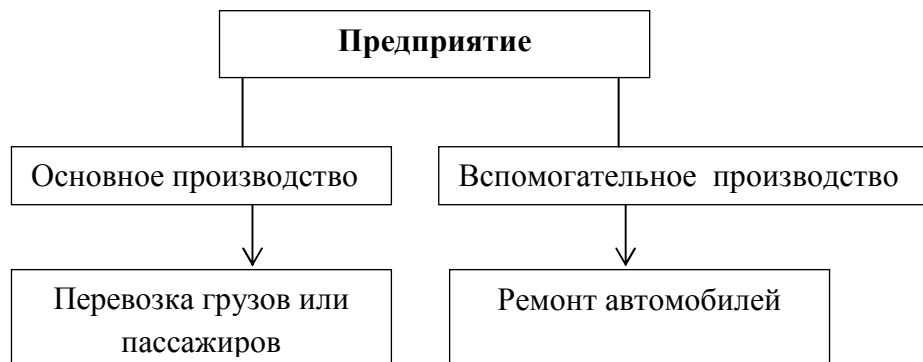 Предприятие
Основное производство
Вспомогательное производство
Перевозка грузов или
пассажиров
Ремонт автомобилей